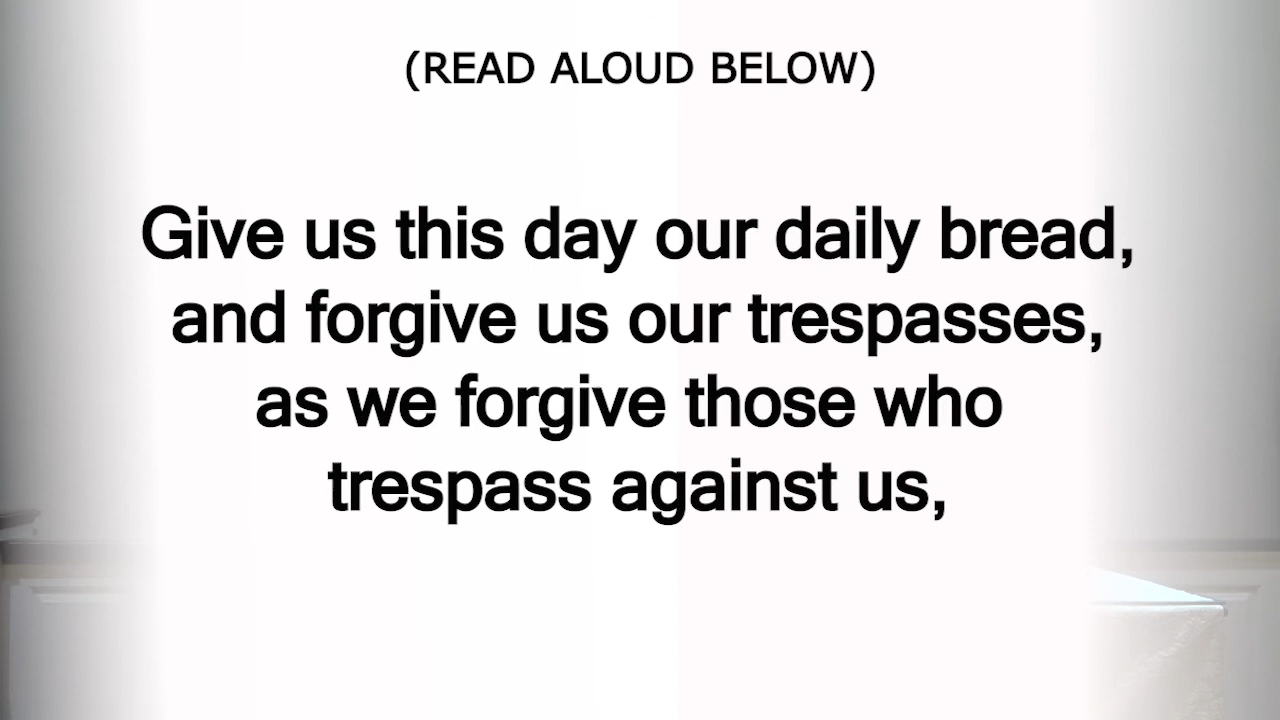 (READ ALOUD BELOW)
Give us this day our daily bread,
and forgive us our trespasses,
as we forgive those who
trespass against us,